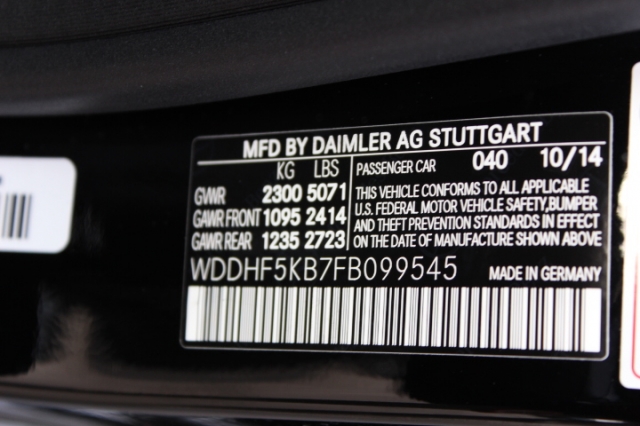 MFD BY DAIMLER AG STUTTGART
KG LBS
GWR 2300 5071
GAWR FRONT 1095 2414
GAWR REAR 1235 2723
PASSENGER CAR 040 10/14
THIS VEHICLE CONFORMS TO ALL APPLICABLE
U.S. FEDERAL MOTOR VEHICLE SAFETY,BUMPER
AND THEFT PREVENTION STANDARDS IN EFFECT
ON THE DATE OF MANUFACTURE SHOWN ABOVE
WDDHF5KB7FB099545 MADE IN GERMANY